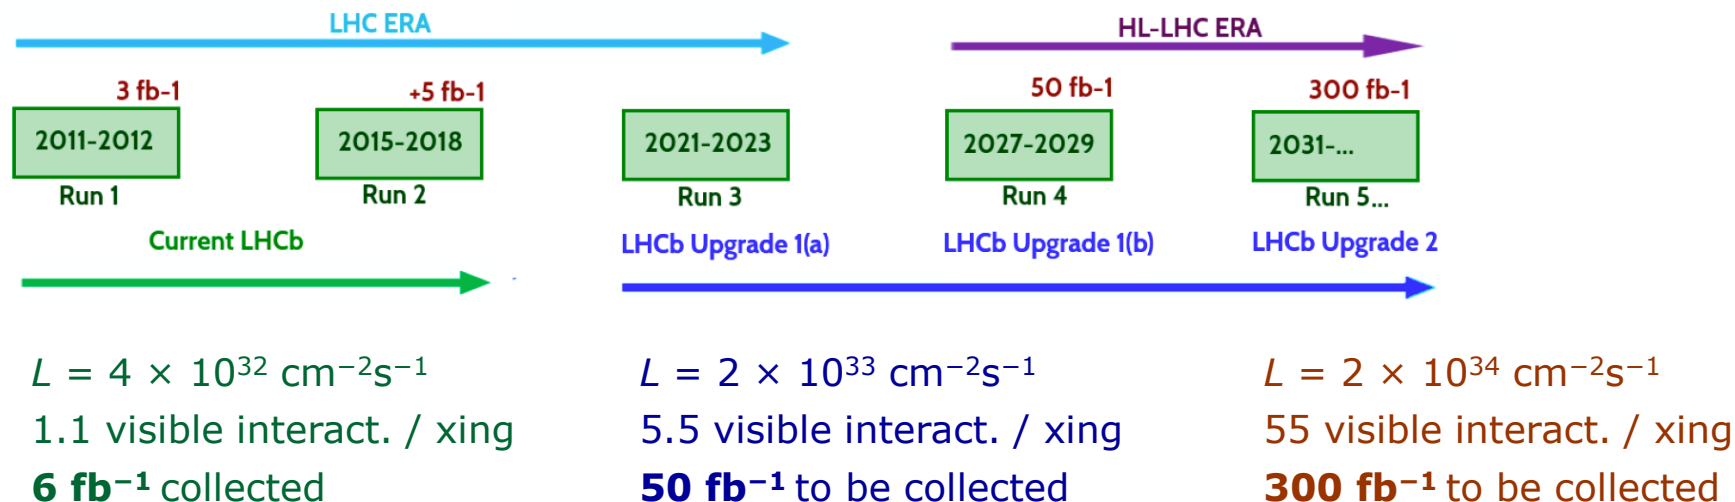 LHC ERA
HL-LHC ERA
3 fb-1
+5 fb-1
50 fb-1
300 fb-1
2011-2012
2015-2018
2021-2023
2027-2029
2031-...
Run 1
Run 2
Run 3
Run 4
Run 5...
Current LHCb
LHCb Upgrade 1(a)
LHCb Upgrade 1(b)
LHCb Upgrade 2
L = 4 × 10³² cm⁻²s⁻¹
1.1 visible interact. / xing
6 fb⁻¹ collected
L = 2 × 10³³ cm⁻²s⁻¹
5.5 visible interact. / xing
50 fb⁻¹ to be collected
L = 2 × 10³⁴ cm⁻²s⁻¹
55 visible interact. / xing
300 fb⁻¹ to be collected